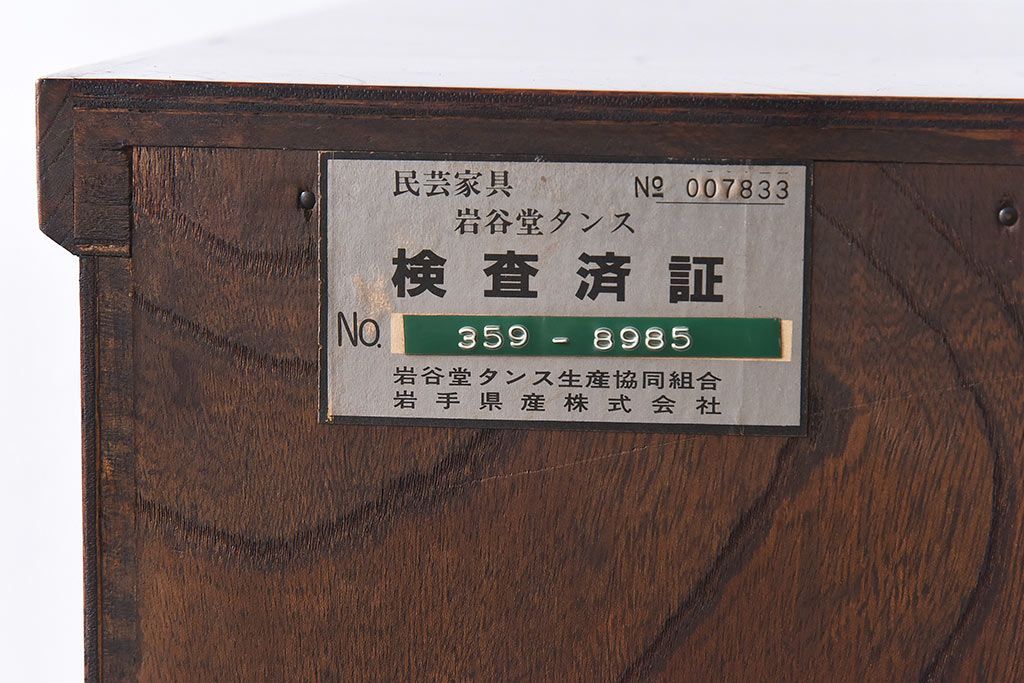 民芸家具 Nº 007833
岩谷堂タンス
検査済証
No. 359-8985
岩谷堂タンス生産協同組合
岩手県産株式会社